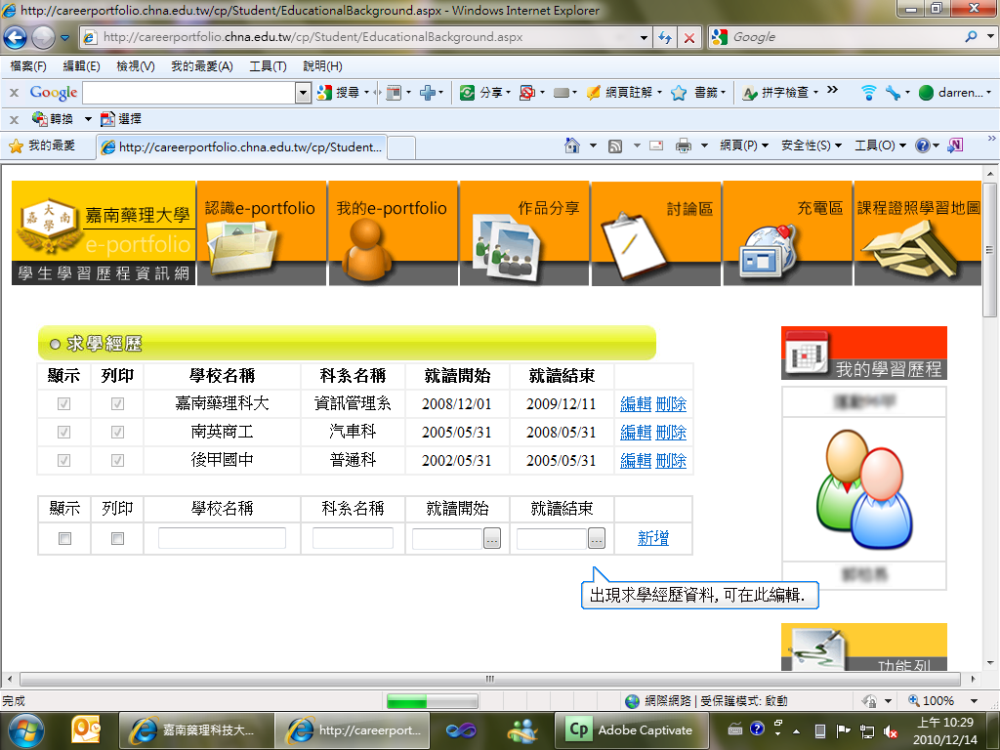 http://careerportfolio.chna.edu.tw/cp/Student/EducationalBackground.aspx - Windows Internet Explorer
http://careerportfolio.chna.edu.tw/cp/Student/EducationalBackground.aspx
Google
檔案(F) 編輯(E) 檢視(V) 我的最愛(A) 工具(T) 說明(H)
x Google 搜尋 分享 網頁註解 書籤 拼字檢查 » darren...
x 轉換 選擇
我的最愛 http://careerportfolio.chna.edu.tw/cp/Student... 網頁(P) 安全性(S) 工具(O) »
嘉南藥理大學
e-portfolio
學生學習歷程資訊網
嘉 大 學 南
認識e-portfolio 我的e-portfolio 作品分享 討論區 充電區 課程證照學習地圖
求學經歷
顯示 列印 學校名稱 科系名稱 就讀開始 就讀結束
嘉南藥理科大 資訊管理系 2008/12/01 2009/12/11 編輯 刪除
南英商工 汽車科 2005/05/31 2008/05/31 編輯 刪除
後甲國中 普通科 2002/05/31 2005/05/31 編輯 刪除
顯示 列印 學校名稱 科系名稱 就讀開始 就讀結束
... ... 新增
出現求學經歷資料, 可在此編輯.
我的學習歷程
功能列
完成 網際網路 | 受保護模式: 啟動 100%
嘉南藥理科技大... http://careerport... Cp Adobe Captivate
上午 10:29
2010/12/14